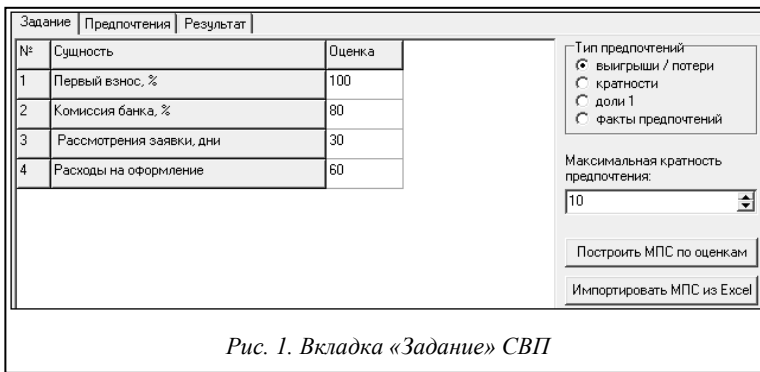 Задание Предпочтения Результат
№ Сущность Оценка
1 Первый взнос, % 100
2 Комиссия банка, % 80
3 Рассмотрения заявки, дни 30
4 Расходы на оформление 60
Тип предпочтений
выигрыши / потери
кратности
доли 1
факты предпочтений
Максимальная кратность
предпочтения:
10
Построить МПС по оценкам
Импортировать МПС из Excel
Рис. 1. Вкладка «Задание» СВП